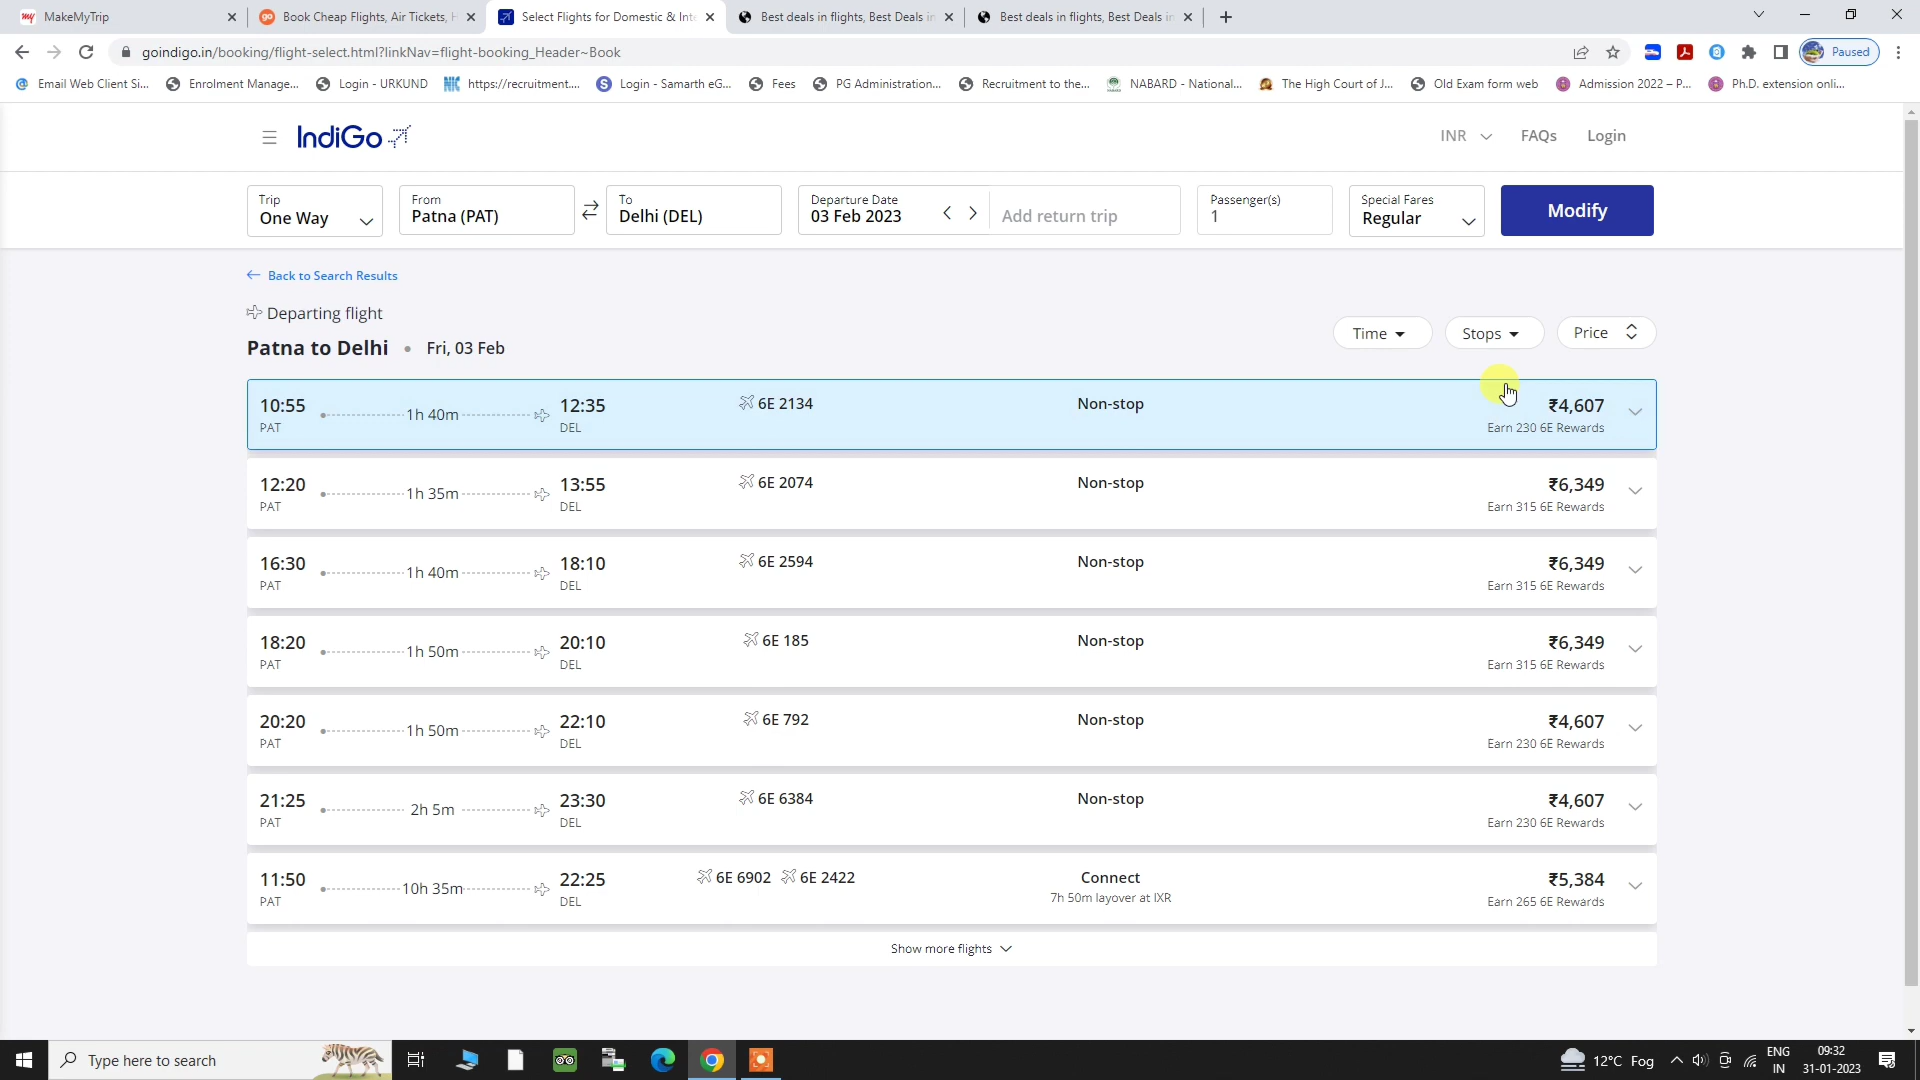 MakeMyTrip
Book Cheap Flights, Air Tickets, H
Select Flights for Domestic & Inte
Best deals in flights, Best Deals in
Best deals in flights, Best Deals in
goindigo.in/booking/flight-select.html?linkNav=flight-booking_Header~Book
Paused
Email Web Client Si...
Enrolment Manage...
Login - URKUND
https://recruitment....
Login - Samarth eG...
Fees
PG Administration...
Recruitment to the...
NABARD - National...
The High Court of J...
Old Exam form web
Admission 2022 – P...
Ph.D. extension onli...
IndiGo
INR
FAQs
Login
Trip
One Way
From
Patna (PAT)
To
Delhi (DEL)
Departure Date
03 Feb 2023
Add return trip
Passenger(s)
1
Special Fares
Regular
Modify
Back to Search Results
Departing flight
Patna to Delhi • Fri, 03 Feb
Time
Stops
Price
10:55 1h 40m 12:35 6E 2134 Non-stop ₹4,607
PAT DEL Earn 230 6E Rewards
12:20 1h 35m 13:55 6E 2074 Non-stop ₹6,349
PAT DEL Earn 315 6E Rewards
16:30 1h 40m 18:10 6E 2594 Non-stop ₹6,349
PAT DEL Earn 315 6E Rewards
18:20 1h 50m 20:10 6E 185 Non-stop ₹6,349
PAT DEL Earn 315 6E Rewards
20:20 1h 50m 22:10 6E 792 Non-stop ₹4,607
PAT DEL Earn 230 6E Rewards
21:25 2h 5m 23:30 6E 6384 Non-stop ₹4,607
PAT DEL Earn 230 6E Rewards
11:50 10h 35m 22:25 6E 6902 6E 2422 Connect ₹5,384
PAT DEL 7h 50m layover at IXR Earn 265 6E Rewards
Show more flights
Type here to search
12°C Fog
ENG
IN
09:32
31-01-2023